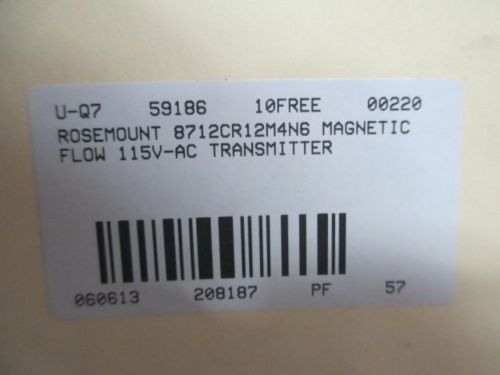 U-Q7 59186 10FREE 00220
ROSEMOUNT 8712CR12M4N6 MAGNETIC
FLOW 115V-AC TRANSMITTER
060613 208187 PF 57